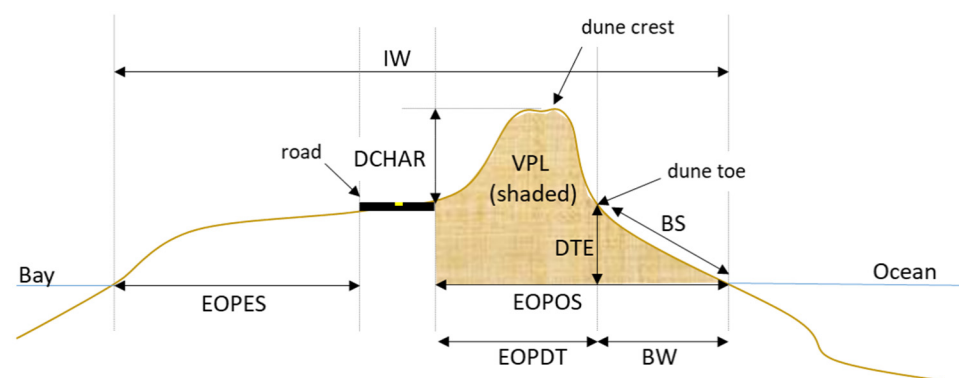 dune crest
IW
road
DCHAR
VPL
(shaded)
dune toe
BS
DTE
Bay
Ocean
EOPES
EOPOS
EOPDT
BW